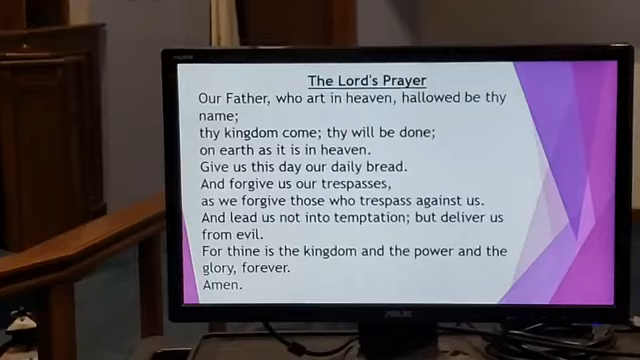 The Lord's Prayer
Our Father, who art in heaven, hallowed be thy
name;
thy kingdom come; thy will be done;
on earth as it is in heaven.
Give us this day our daily bread.
And forgive us our trespasses,
as we forgive those who trespass against us.
And lead us not into temptation; but deliver us
from evil.
For thine is the kingdom and the power and the
glory, forever.
Amen.
ASUS